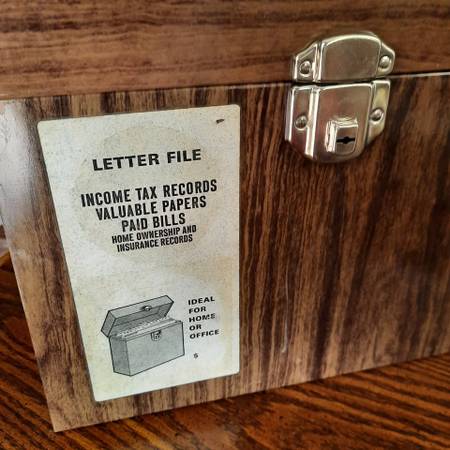 LETTER FILE
INCOME TAX RECORDS
VALUABLE PAPERS
PAID BILLS
HOME OWNERSHIP AND
INSURANCE RECORDS
IDEAL
FOR
HOME
OR
OFFICE